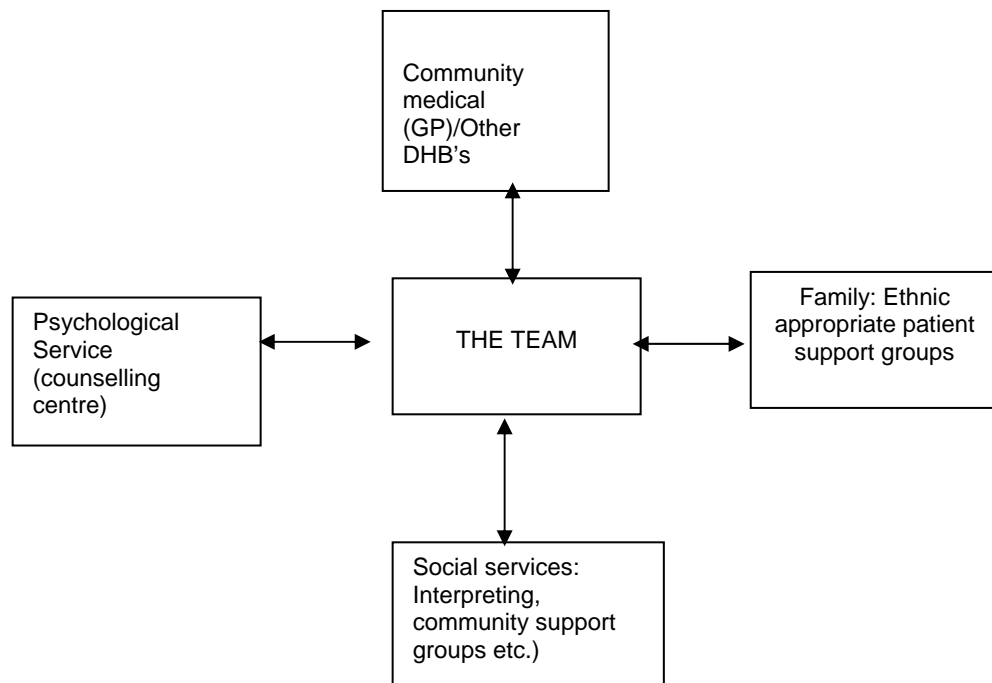 Community
medical
(GP)/Other
DHB's
Psychological
Service
(counselling
centre)
THE TEAM
Family: Ethnic
appropriate patient
support groups
Social services:
Interpreting,
community support
groups etc.)